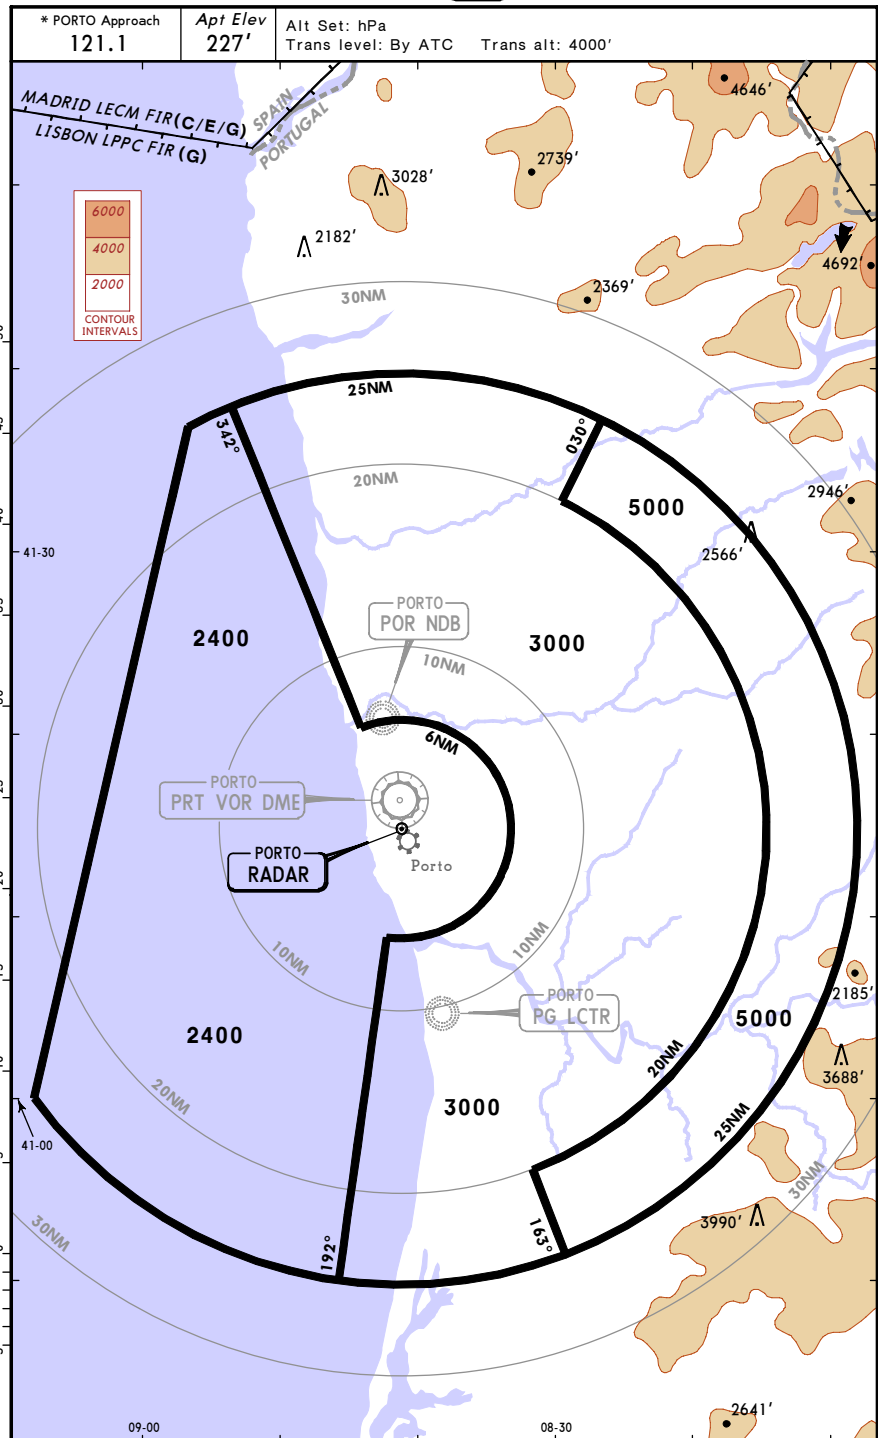 * PORTO Approach
121.1
Apt Elev
227'
Alt Set: hPa
Trans level: By ATC Trans alt: 4000'
MADRID LECM FIR (C/E/G)
LISBON LPPC FIR (G)
SPAIN
PORTUGAL
4646'
2739'
3028'
2182'
6000
4000
2000
CONTOUR
INTERVALS
4692'
2369'
30NM
25NM
342°
030°
20NM
5000
2946'
2566'
41-30
PORTO
POR NDB
2400
3000
10NM
6NM
PORTO
PRT VOR DME
PORTO
RADAR
Porto
10NM
10NM
2185'
PORTO
PG LCTR
5000
2400
20NM
3688'
20NM
3000
25NM
41-00
30NM
3990'
30NM
192°
163°
2641'
09-00
08-30